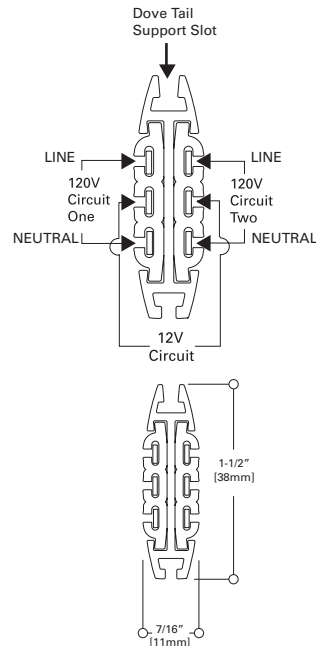 Dove Tail
Support Slot
LINE
LINE
120V
Circuit
One
120V
Circuit
Two
NEUTRAL
NEUTRAL
12V
Circuit
1-1/2"
[38mm]
7/16"
[11mm]